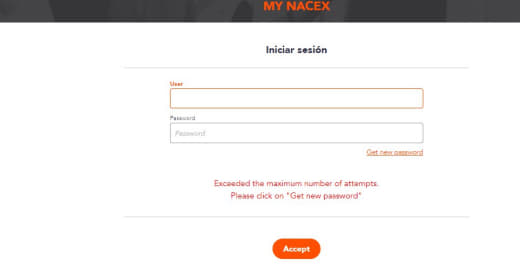 MY NACEX
Iniciar sesión
User
Password
Password
Get new password
Exceeded the maximum number of attempts.
Please click on "Get new password"
Accept